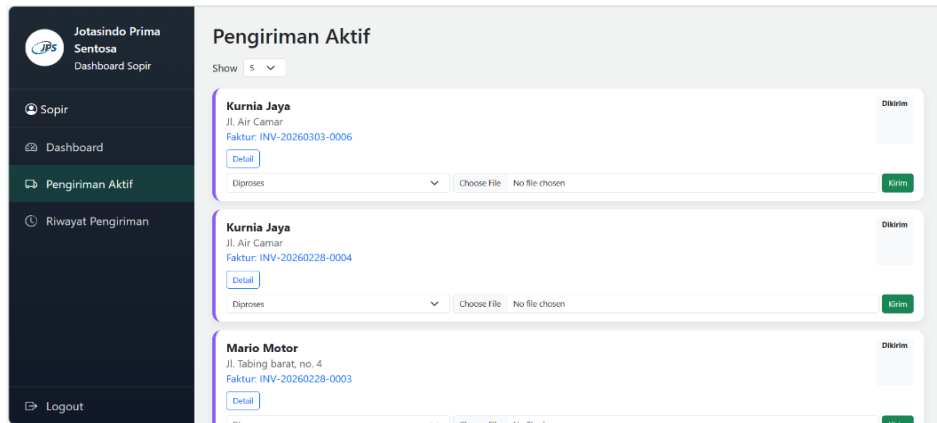 JPS
Jotasindo Prima
Sentosa
Dashboard Sopir
Sopir
Dashboard
Pengiriman Aktif
Riwayat Pengiriman
Logout
Pengiriman Aktif
Show 5
Kurnia Jaya
Dikirim
Jl. Air Camar
Faktur: INV-20260303-0006
Detail
Diproses Choose File No file chosen Kirim
Kurnia Jaya
Dikirim
Jl. Air Camar
Faktur: INV-20260228-0004
Detail
Diproses Choose File No file chosen Kirim
Mario Motor
Dikirim
Jl. Tabing barat, no. 4
Faktur: INV-20260228-0003
Detail